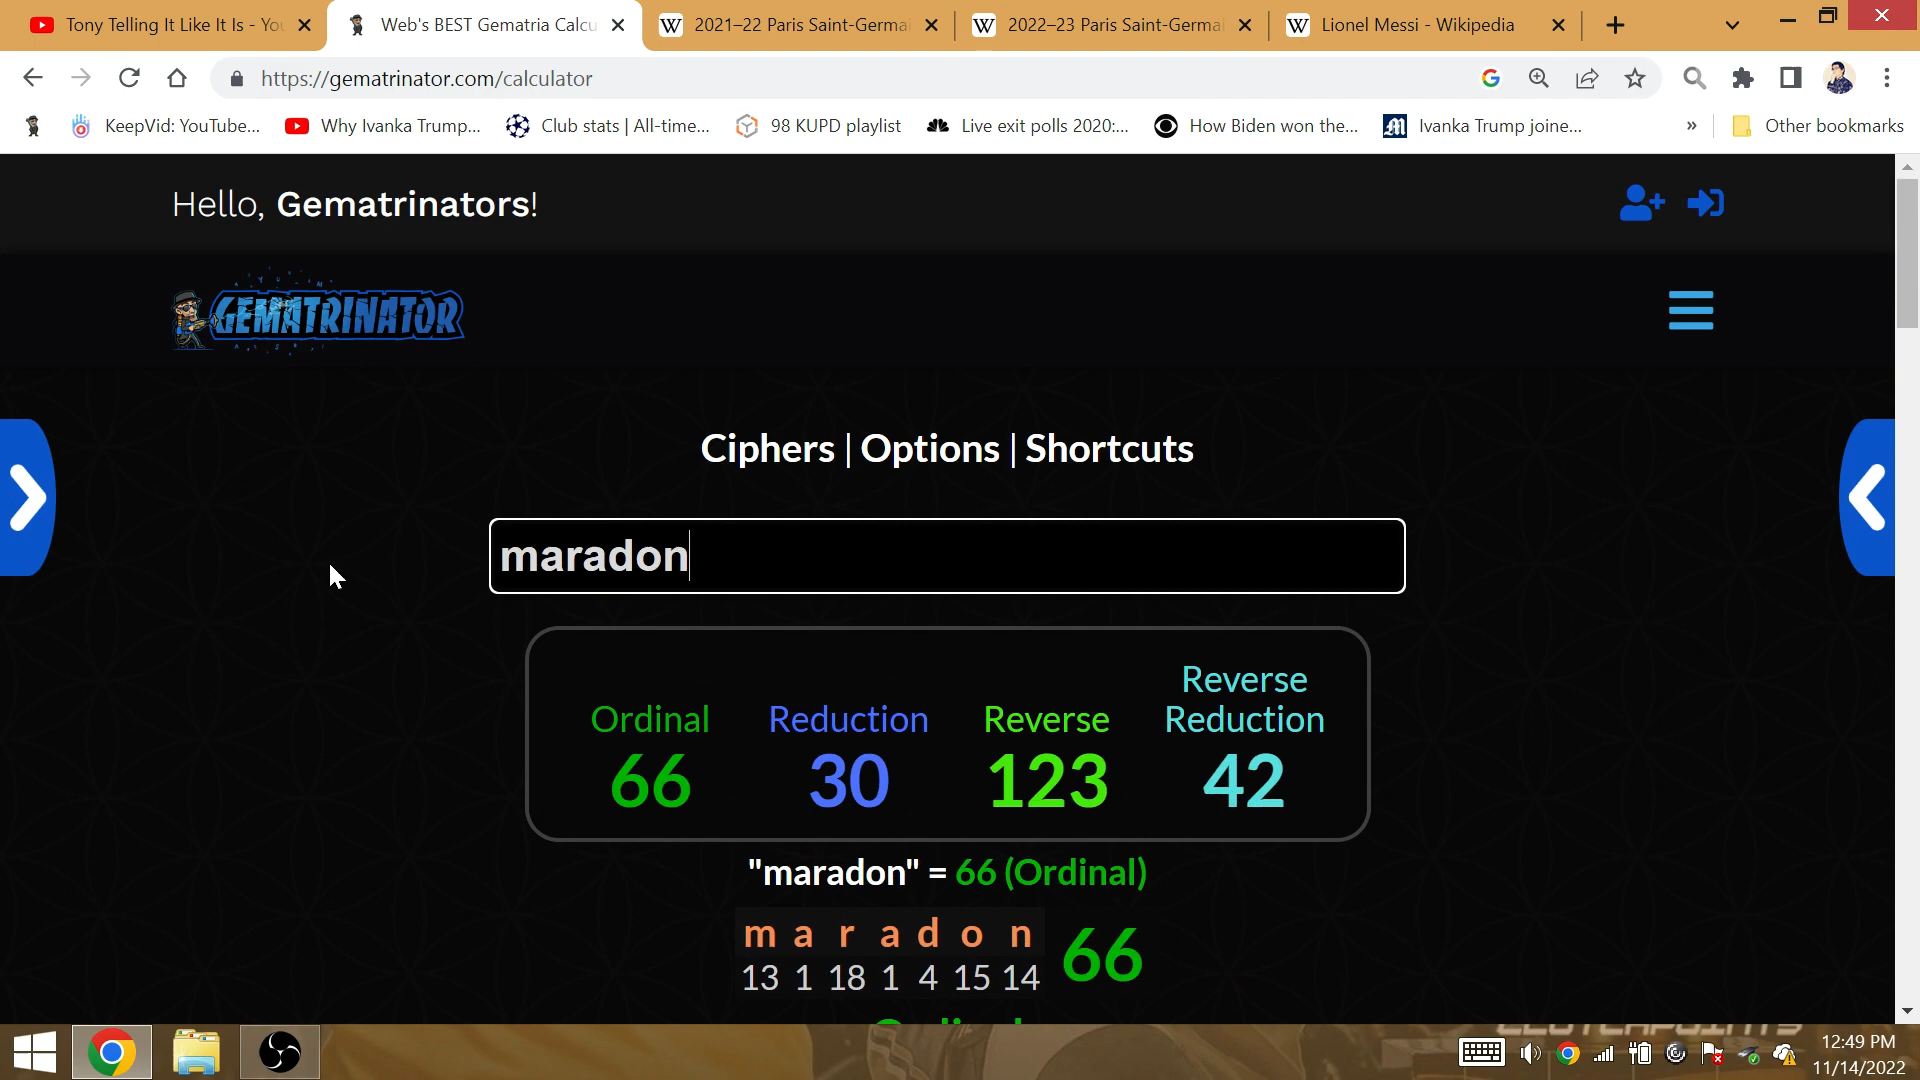 Tony Telling It Like It Is - Yo
Web's BEST Gematria Calcu
2021–22 Paris Saint-Germai
2022–23 Paris Saint-Germai
Lionel Messi - Wikipedia
https://gematrinator.com/calculator
KeepVid: YouTube...
Why Ivanka Trump...
Club stats | All-time...
98 KUPD playlist
Live exit polls 2020:...
How Biden won the...
Ivanka Trump joine...
»
Other bookmarks
Hello, Gematrinators!
GEMATRINATOR
Ciphers | Options | Shortcuts
maradon
Ordinal
Reduction
Reverse
Reverse Reduction
66
30
123
42
"maradon" = 66 (Ordinal)
m a r a d o n
13 1 18 1 4 15 14
66
12:49 PM
11/14/2022